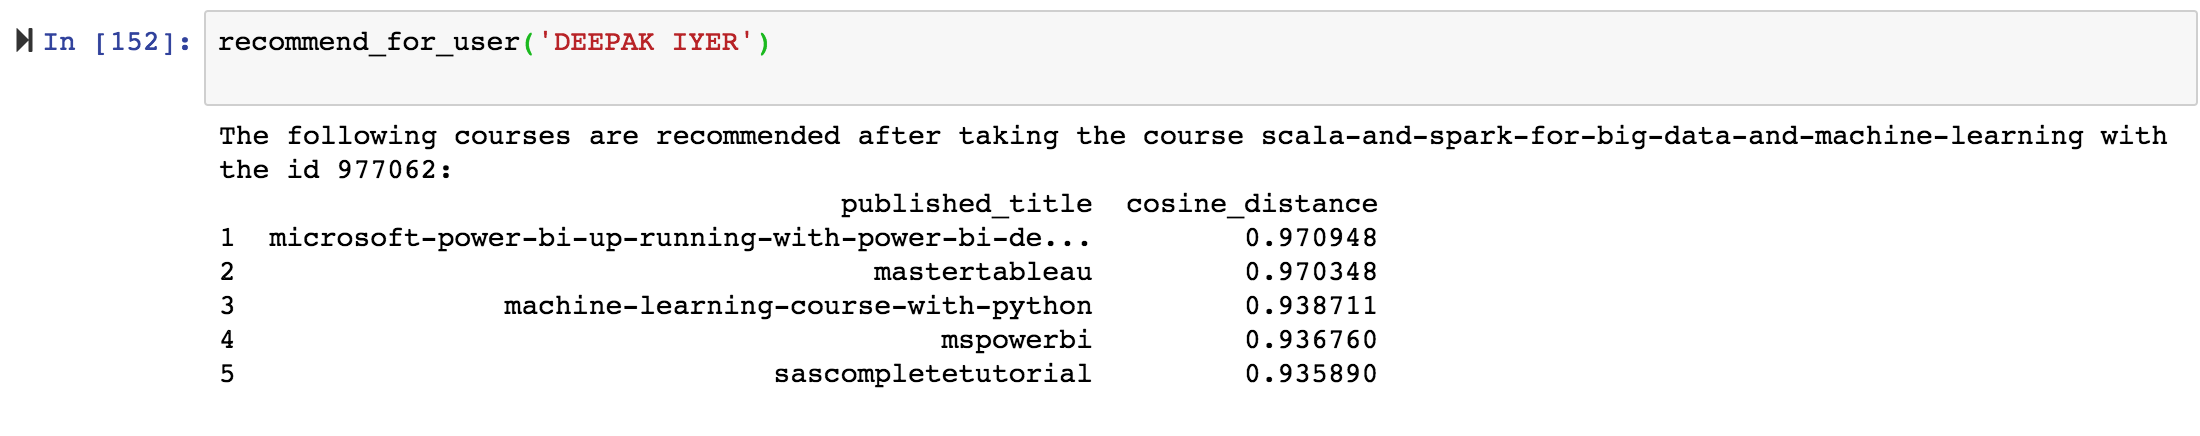 In [152]: recommend_for_user('DEEPAK IYER')
The following courses are recommended after taking the course scala-and-spark-for-big-data-and-machine-learning with
the id 977062:
published_title cosine_distance
1 microsoft-power-bi-up-running-with-power-bi-de... 0.970948
2 mastertableau 0.970348
3 machine-learning-course-with-python 0.938711
4 mspowerbi 0.936760
5 sascompletetutorial 0.935890